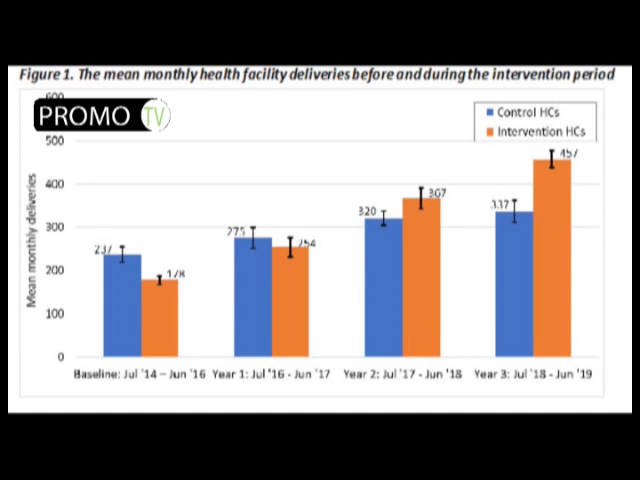 Figure 1. The mean monthly health facility deliveries before and during the intervention period
600
PROMO TV
Control HCs
Intervention HCs
500
400
300
200
100
0
Mean monthly deliveries
237
178
275
254
320
367
337
457
Baseline: Jul '14 – Jun '16
Year 1: Jul '16 - Jun '17
Year 2: Jul '17 - Jun '18
Year 3: Jul '18 - Jun '19